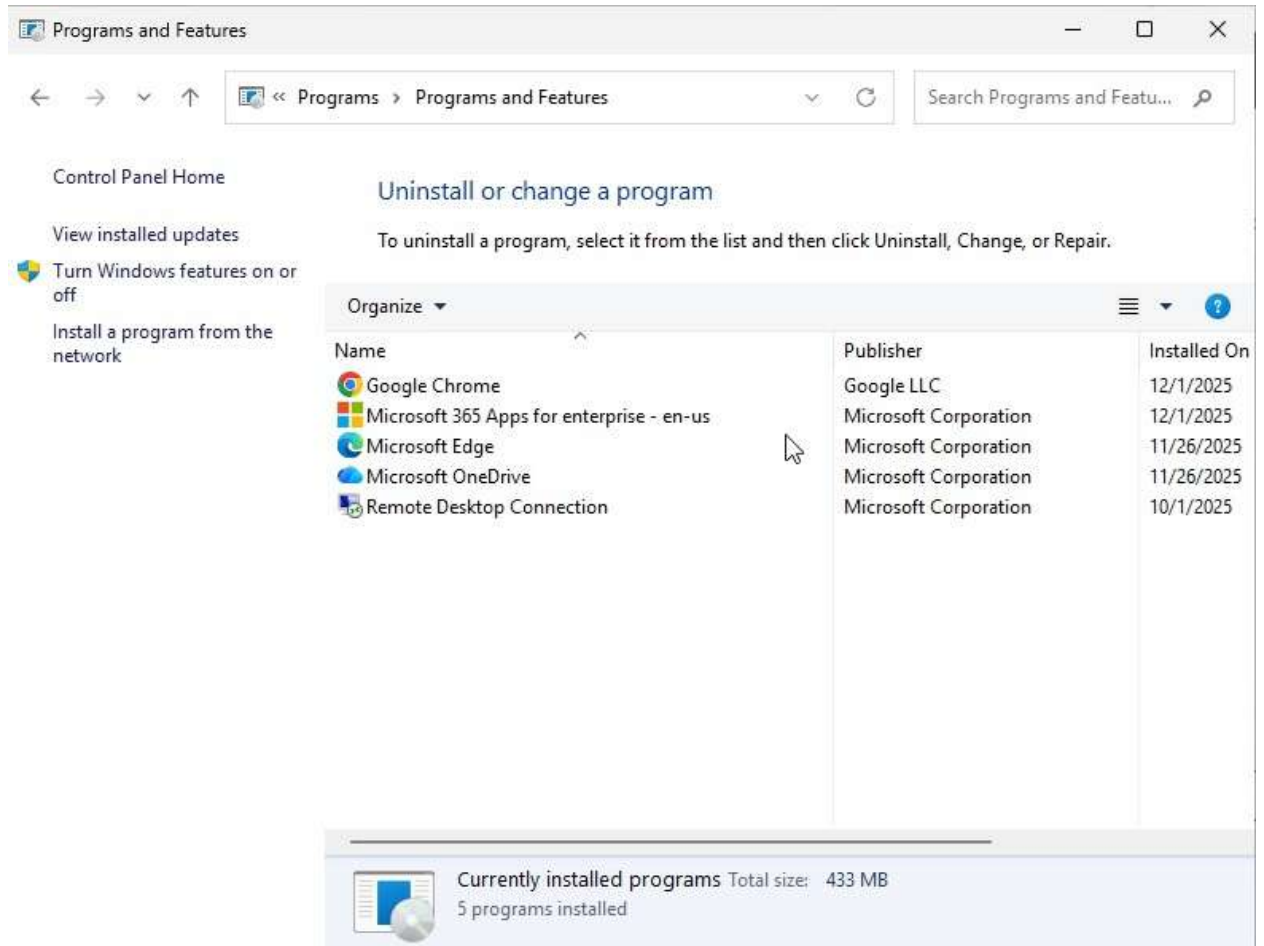 Programs and Features
« Programs › Programs and Features
Search Programs and Featu...
Control Panel Home
View installed updates
Turn Windows features on or
off
Install a program from the
network
Uninstall or change a program
To uninstall a program, select it from the list and then click Uninstall, Change, or Repair.
Organize
?
Name Publisher Installed On
Google Chrome Google LLC 12/1/2025
Microsoft 365 Apps for enterprise - en-us Microsoft Corporation 12/1/2025
Microsoft Edge Microsoft Corporation 11/26/2025
Microsoft OneDrive Microsoft Corporation 11/26/2025
Remote Desktop Connection Microsoft Corporation 10/1/2025
Currently installed programs Total size: 433 MB
5 programs installed